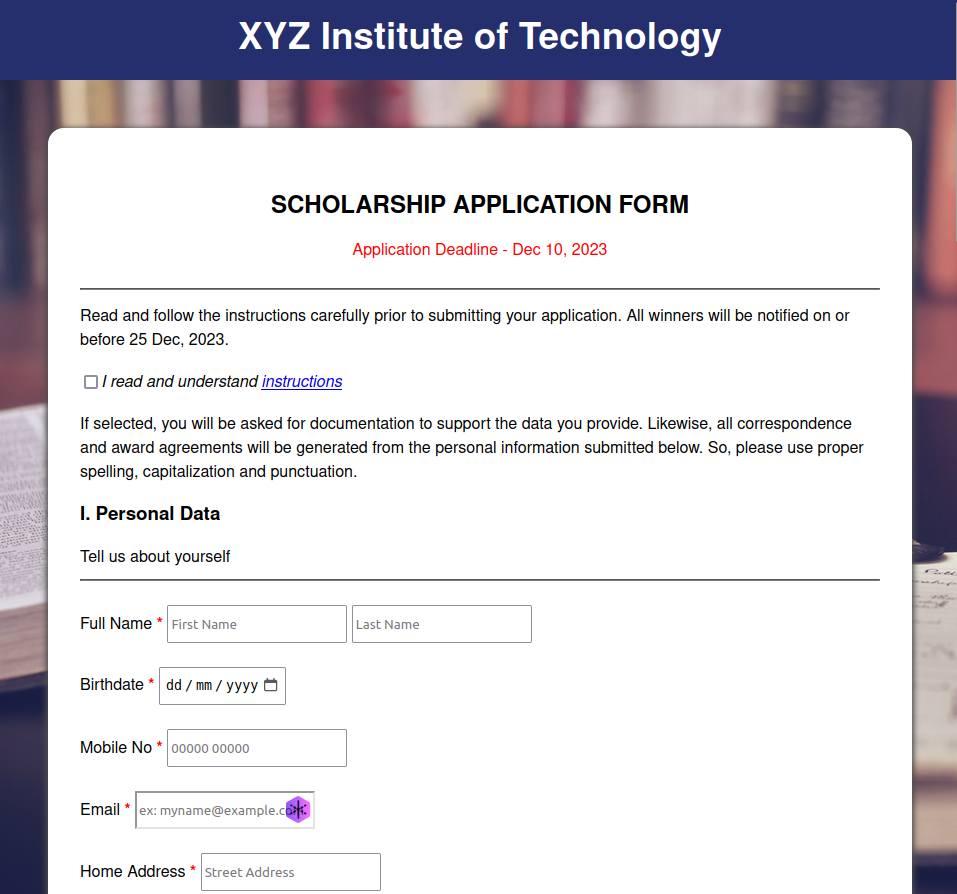 XYZ Institute of Technology
SCHOLARSHIP APPLICATION FORM
Application Deadline - Dec 10, 2023
Read and follow the instructions carefully prior to submitting your application. All winners will be notified on or
before 25 Dec, 2023.
I read and understand instructions
If selected, you will be asked for documentation to support the data you provide. Likewise, all correspondence
and award agreements will be generated from the personal information submitted below. So, please use proper
spelling, capitalization and punctuation.
I. Personal Data
Tell us about yourself
Full Name * First Name Last Name
Birthdate * dd / mm / yyyy
Mobile No * 00000 00000
Email * ex: myname@example.c
Home Address * Street Address